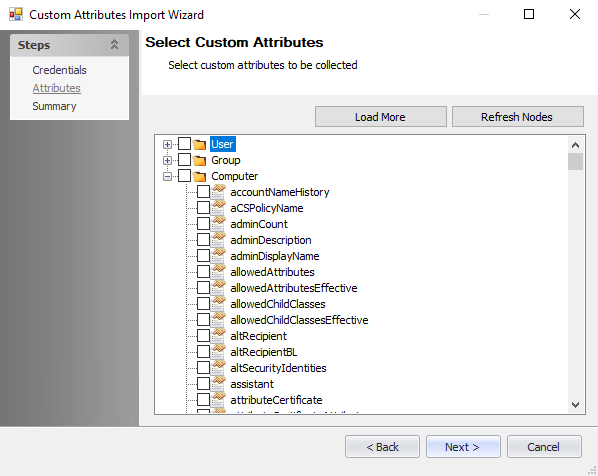 Custom Attributes Import Wizard
Steps
Credentials
Attributes
Summary
Select Custom Attributes
Select custom attributes to be collected
Load More
Refresh Nodes
User
Group
Computer
accountNameHistory
aCSPolicyName
adminCount
adminDescription
adminDisplayName
allowedAttributes
allowedAttributesEffective
allowedChildClasses
allowedChildClassesEffective
altRecipient
altRecipientBL
altSecurityIdentities
assistant
attributeCertificate
< Back
Next >
Cancel